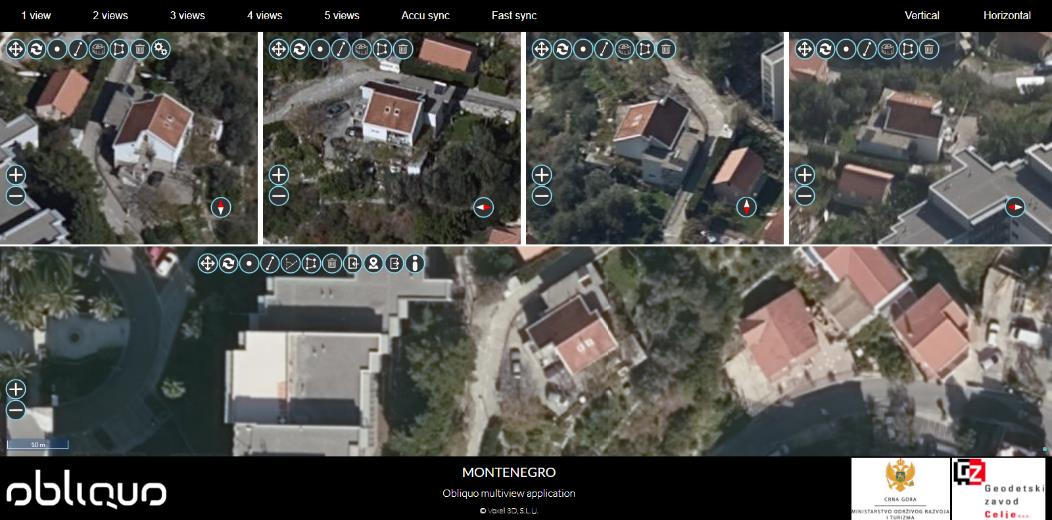 1 view 2 views 3 views 4 views 5 views Accu sync Fast sync Vertical Horizontal
50 m
obliquo
MONTENEGRO
Obliquo multiview application
© Voxel 3D, S.L.U.
CRNA GORA
MINISTARSTVO ODRŽIVOG RAZVOJA
I TURIZMA
GZ
Geodetski
zavod
Celje d.o.o.